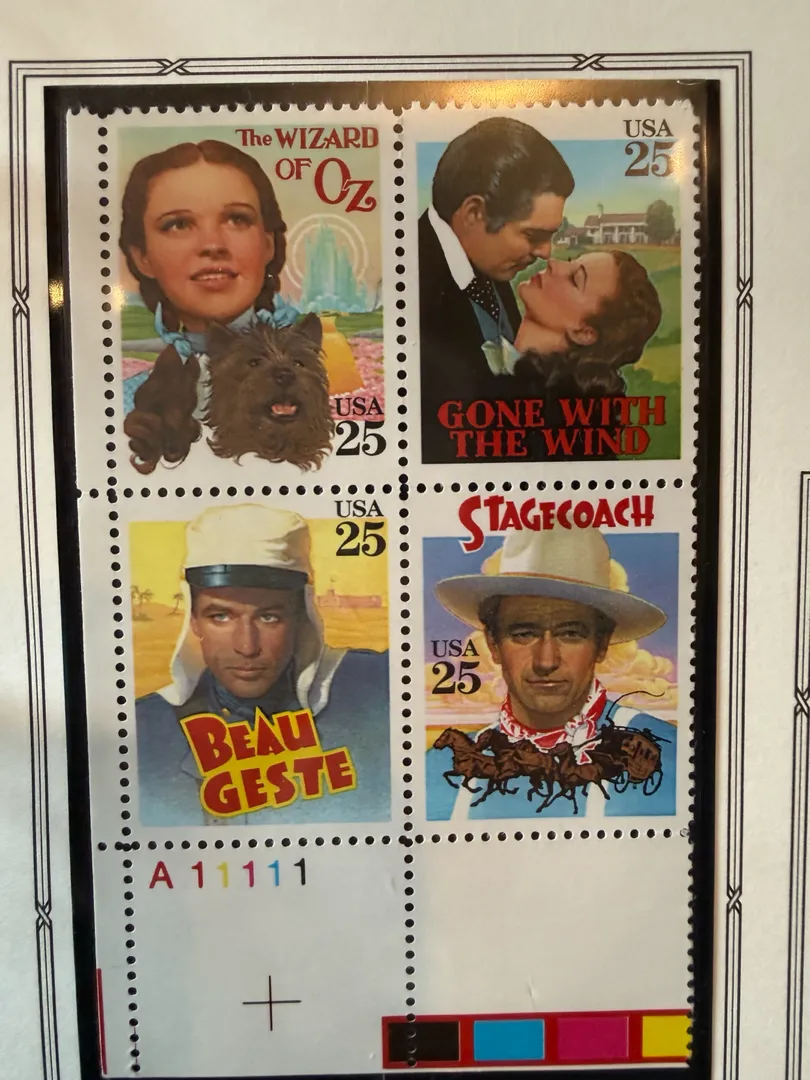 The WIZARD
OF OZ
USA
25
USA
25
GONE WITH
THE WIND
USA
25
BEAU
GESTE
STAGECOACH
USA
25
A 11111